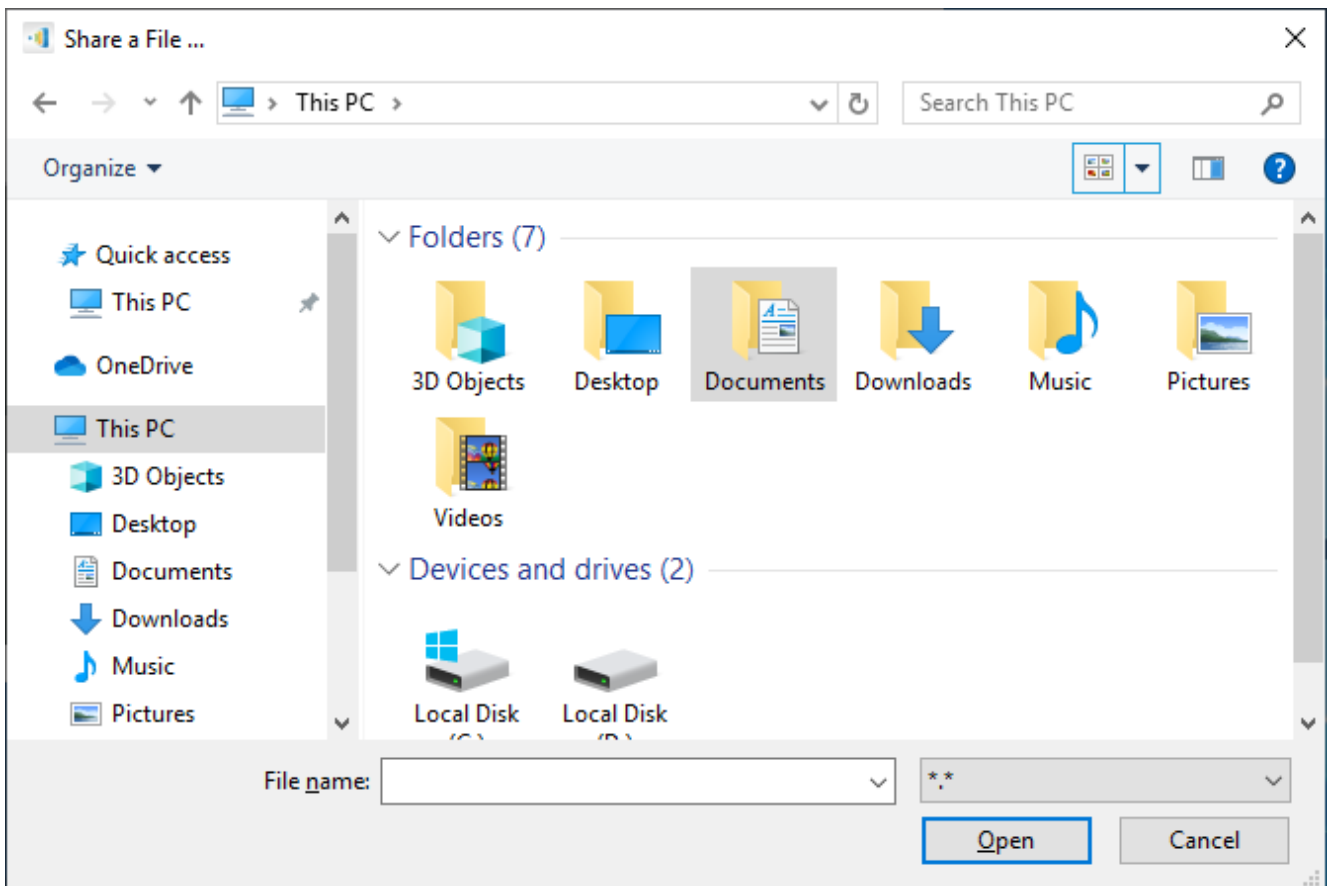 Share a File ...
This PC
Search This PC
Organize
Quick access
This PC
OneDrive
This PC
3D Objects
Desktop
Documents
Downloads
Music
Pictures
Folders (7)
3D Objects
Desktop
Documents
Downloads
Music
Pictures
Videos
Devices and drives (2)
Local Disk
Local Disk
File name:
*.*
Open
Cancel